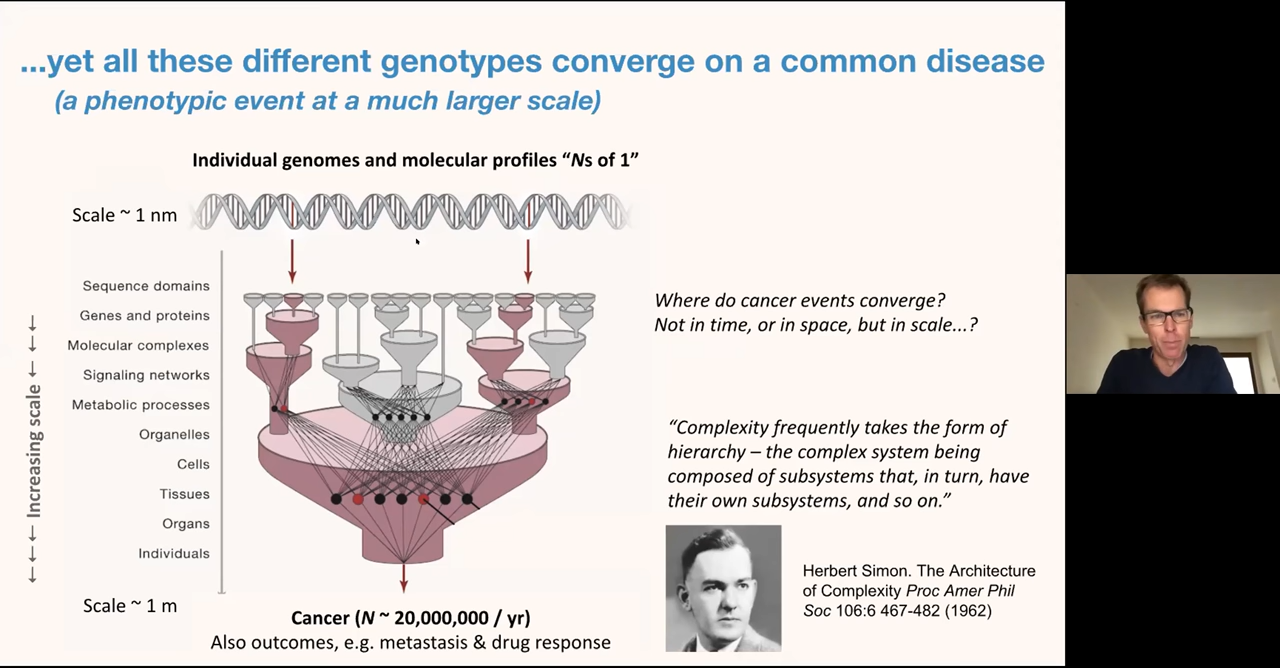 ...yet all these different genotypes converge on a common disease
(a phenotypic event at a much larger scale)
Individual genomes and molecular profiles “Ns of 1”
Scale ~ 1 nm
Sequence domains
Genes and proteins
Molecular complexes
Signaling networks
Metabolic processes
Organelles
Cells
Tissues
Organs
Individuals
←←← Increasing scale ←←←
Scale ~ 1 m
Cancer (N ~ 20,000,000 / yr)
Also outcomes, e.g. metastasis & drug response
Where do cancer events converge?
Not in time, or in space, but in scale...?
“Complexity frequently takes the form of
hierarchy – the complex system being
composed of subsystems that, in turn, have
their own subsystems, and so on.”
Herbert Simon. The Architecture
of Complexity Proc Amer Phil
Soc 106:6 467-482 (1962)